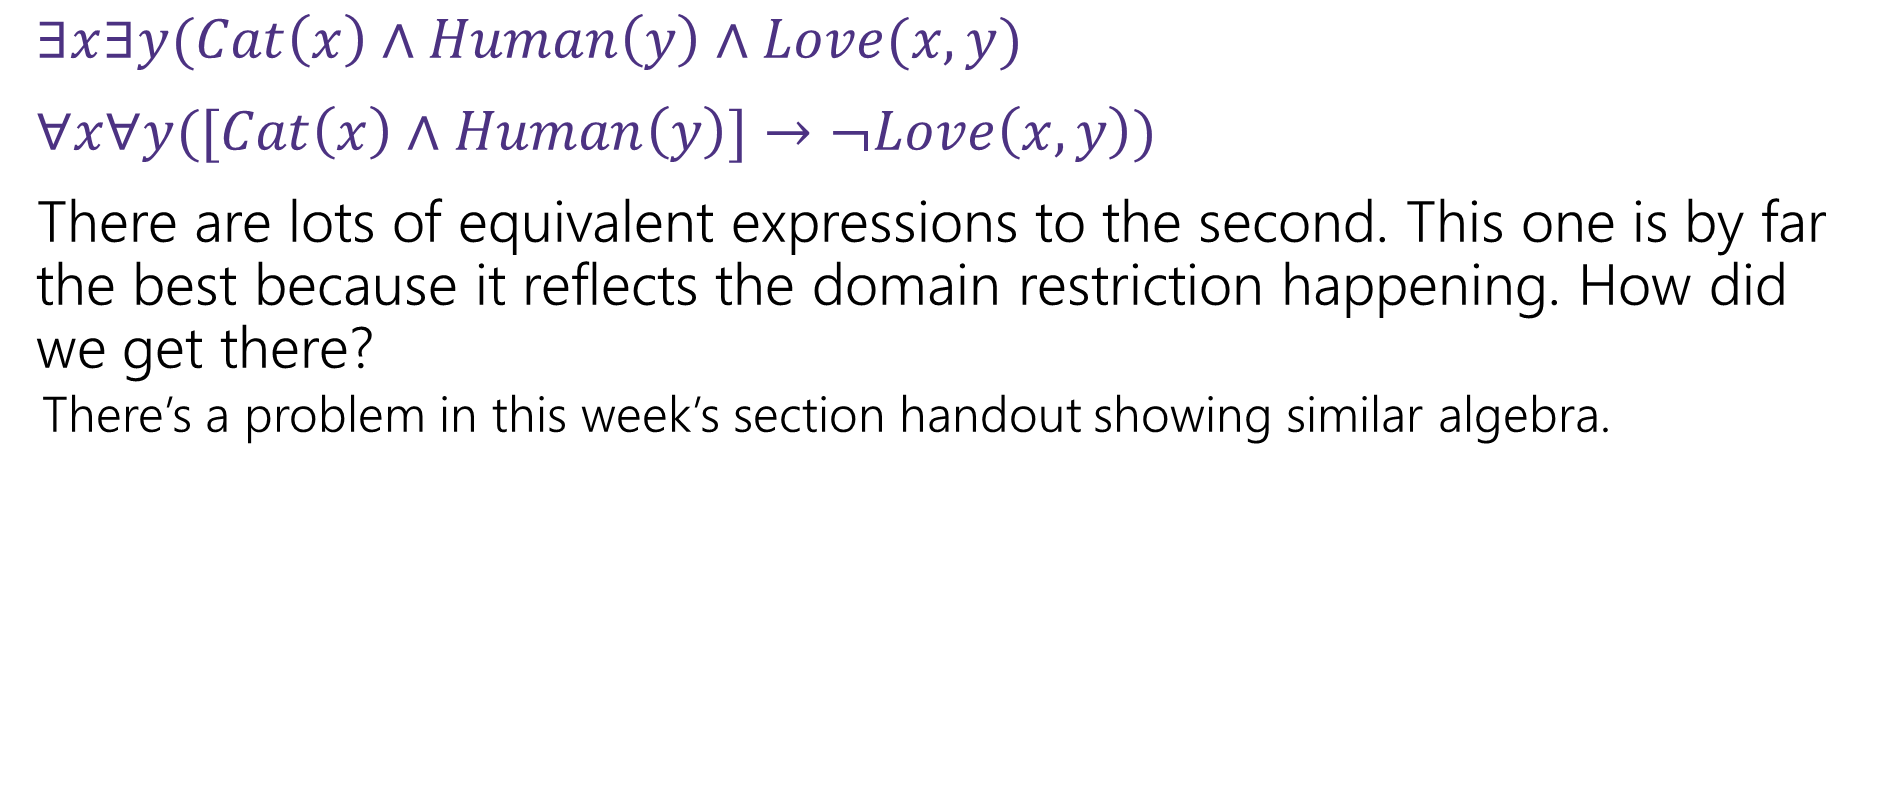 ∃x∃y(Cat(x) ∧ Human(y) ∧ Love(x, y)
∀x∀y([Cat(x) ∧ Human(y)] → ¬Love(x, y))
There are lots of equivalent expressions to the second. This one is by far
the best because it reflects the domain restriction happening. How did
we get there?
There’s a problem in this week’s section handout showing similar algebra.